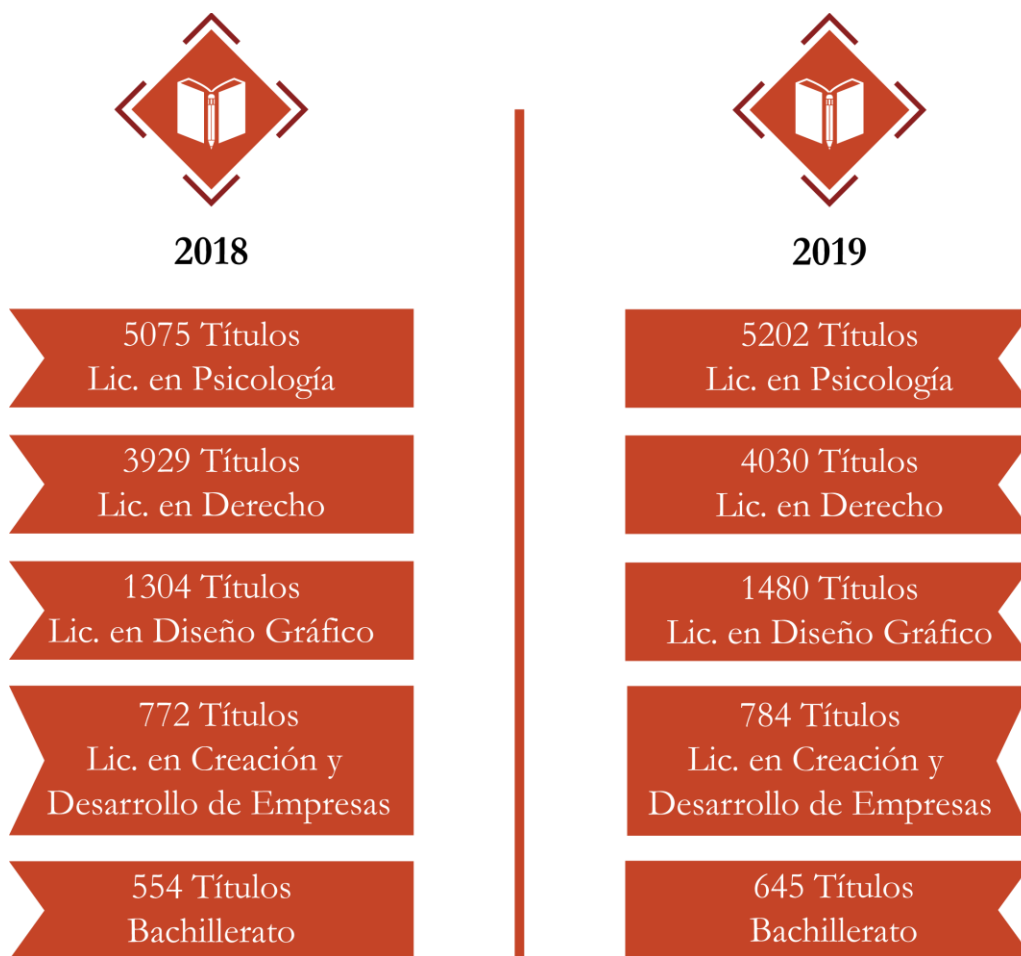 2018
5075 Títulos
Lic. en Psicología
3929 Títulos
Lic. en Derecho
1304 Títulos
Lic. en Diseño Gráfico
772 Títulos
Lic. en Creación y
Desarrollo de Empresas
554 Títulos
Bachillerato
2019
5202 Títulos
Lic. en Psicología
4030 Títulos
Lic. en Derecho
1480 Títulos
Lic. en Diseño Gráfico
784 Títulos
Lic. en Creación y
Desarrollo de Empresas
645 Títulos
Bachillerato